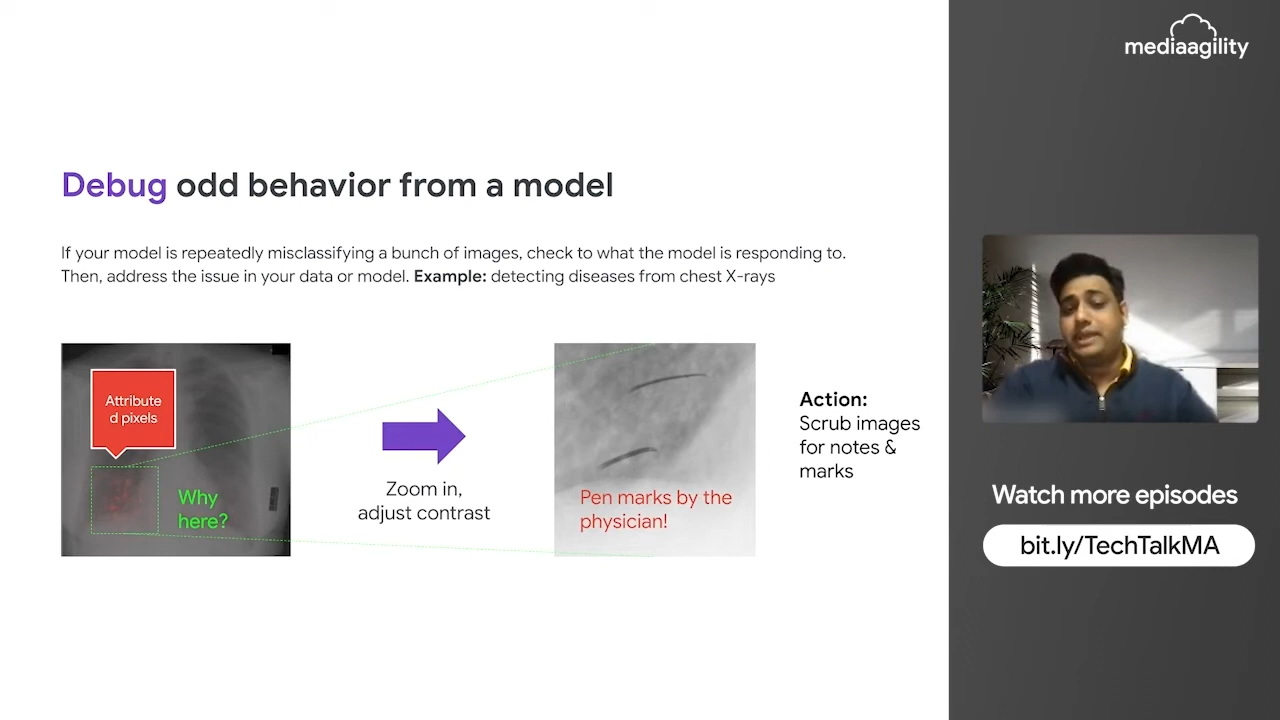 mediaagility
Debug odd behavior from a model
If your model is repeatedly misclassifying a bunch of images, check to what the model is responding to.
Then, address the issue in your data or model. Example: detecting diseases from chest X-rays
Attribute
d pixels
Why
here?
Zoom in,
adjust contrast
Pen marks by the
physician!
Action:
Scrub images
for notes &
marks
Watch more episodes
bit.ly/TechTalkMA